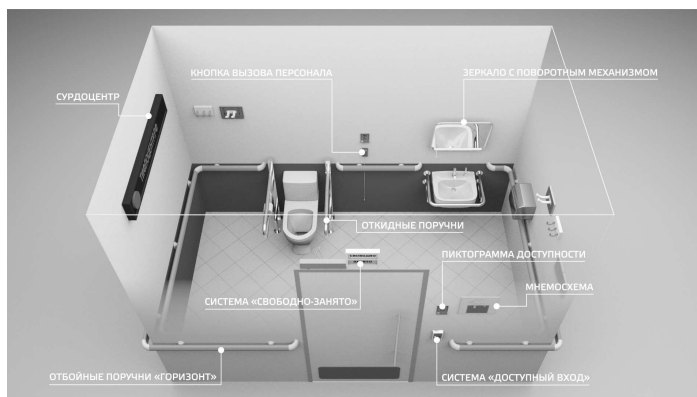 КНОПКА ВЫЗОВА ПЕРСОНАЛА
ЗЕРКАЛО С ПОВОРОТНЫМ МЕХАНИЗМОМ
СУРДОЦЕНТР
ОТКИДНЫЕ ПОРУЧНИ
ПИКТОГРАММА ДОСТУПНОСТИ
СВОБОДНО
МНЕМОСХЕМА
СИСТЕМА «СВОБОДНО-ЗАНЯТО»
ОТБОЙНЫЕ ПОРУЧНИ «ГОРИЗОНТ»
СИСТЕМА «ДОСТУПНЫЙ ВХОД»